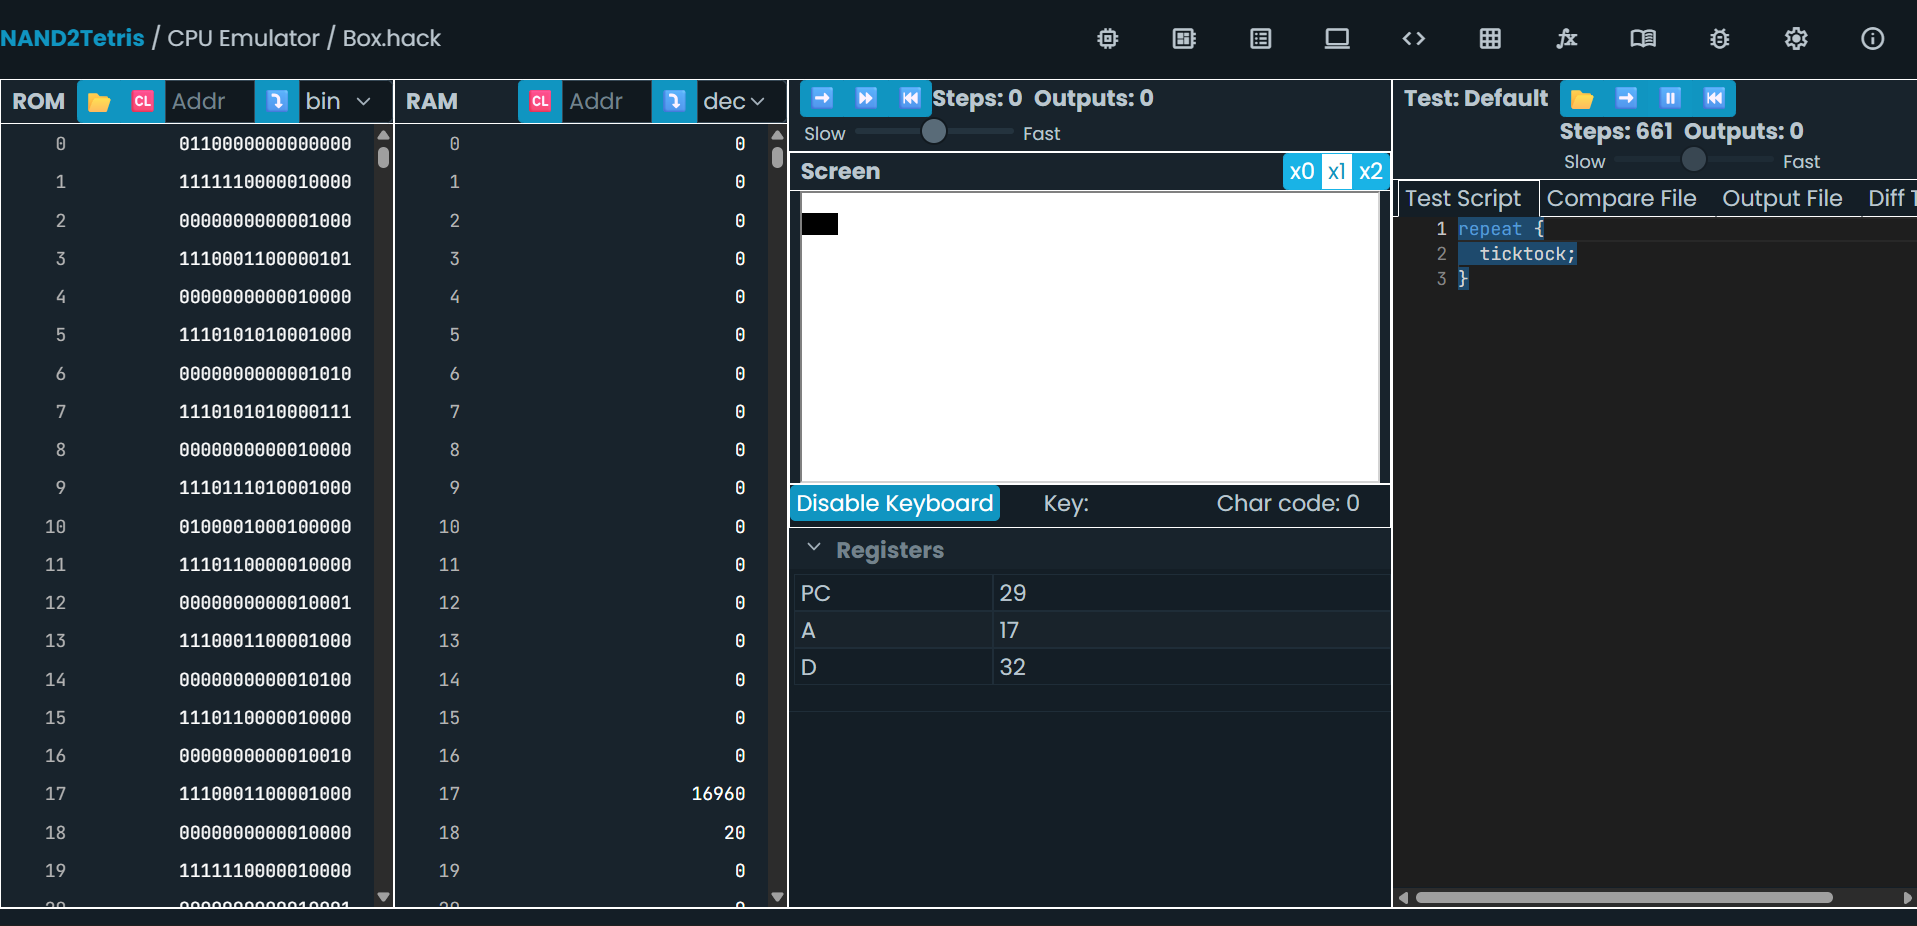 NAND2Tetris / CPU Emulator / Box.hack
ROM CL Addr bin
0 0110000000000000
1 1111110000010000
2 0000000000001000
3 1110001100000101
4 0000000000010000
5 1110101010001000
6 0000000000001010
7 1110101010000111
8 0000000000010000
9 1110111010001000
10 0100001000100000
11 1110110000010000
12 0000000000010001
13 1110001100001000
14 0000000000010100
15 1110110000010000
16 0000000000010010
17 1110001100001000
18 0000000000010000
19 1111110000010000
20 0000000000010001
RAM CL Addr dec
0 0
1 0
2 0
3 0
4 0
5 0
6 0
7 0
8 0
9 0
10 0
11 0
12 0
13 0
14 0
15 0
16 0
17 16960
18 20
19 0
20 0
Steps: 0 Outputs: 0
Slow Fast
Screen x0 x1 x2
Disable Keyboard Key: Char code: 0
Registers
PC 29
A 17
D 32
Test: Default
Steps: 661 Outputs: 0
Slow Fast
Test Script Compare File Output File Diff T
1 repeat {
2 ticktock;
3 }